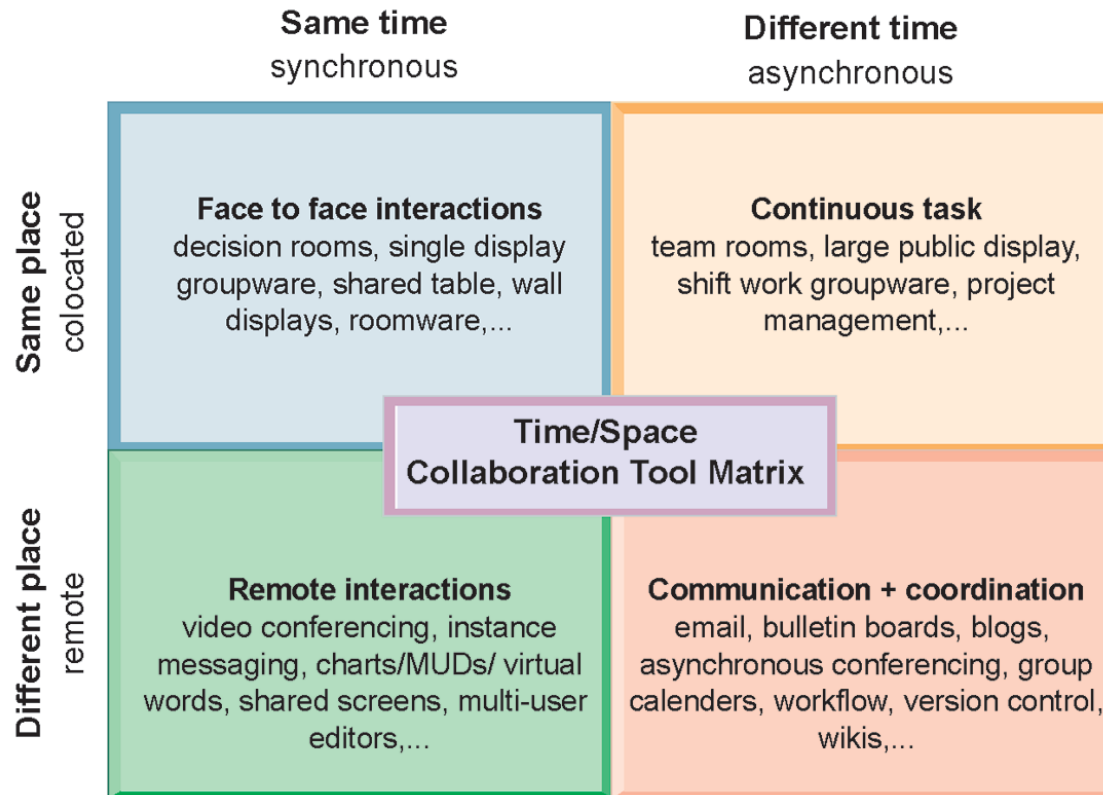 Same time
synchronous
Different time
asynchronous
Same place
colocated
Face to face interactions
decision rooms, single display
groupware, shared table, wall
displays, roomware,...
Continuous task
team rooms, large public display,
shift work groupware, project
management,...
Time/Space
Collaboration Tool Matrix
Different place
remote
Remote interactions
video conferencing, instance
messaging, charts/MUDs/ virtual
words, shared screens, multi-user
editors,...
Communication + coordination
email, bulletin boards, blogs,
asynchronous conferencing, group
calenders, workflow, version control,
wikis,...